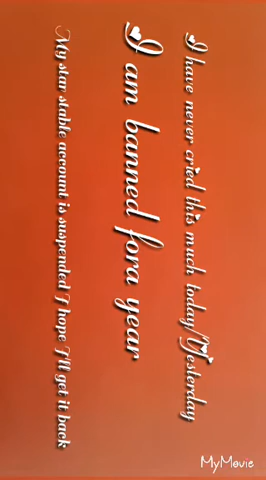 I have never cried this much today/Yesterday
I am banned fora year
My star stable account is suspended I hope I'll get it back
MyMovie